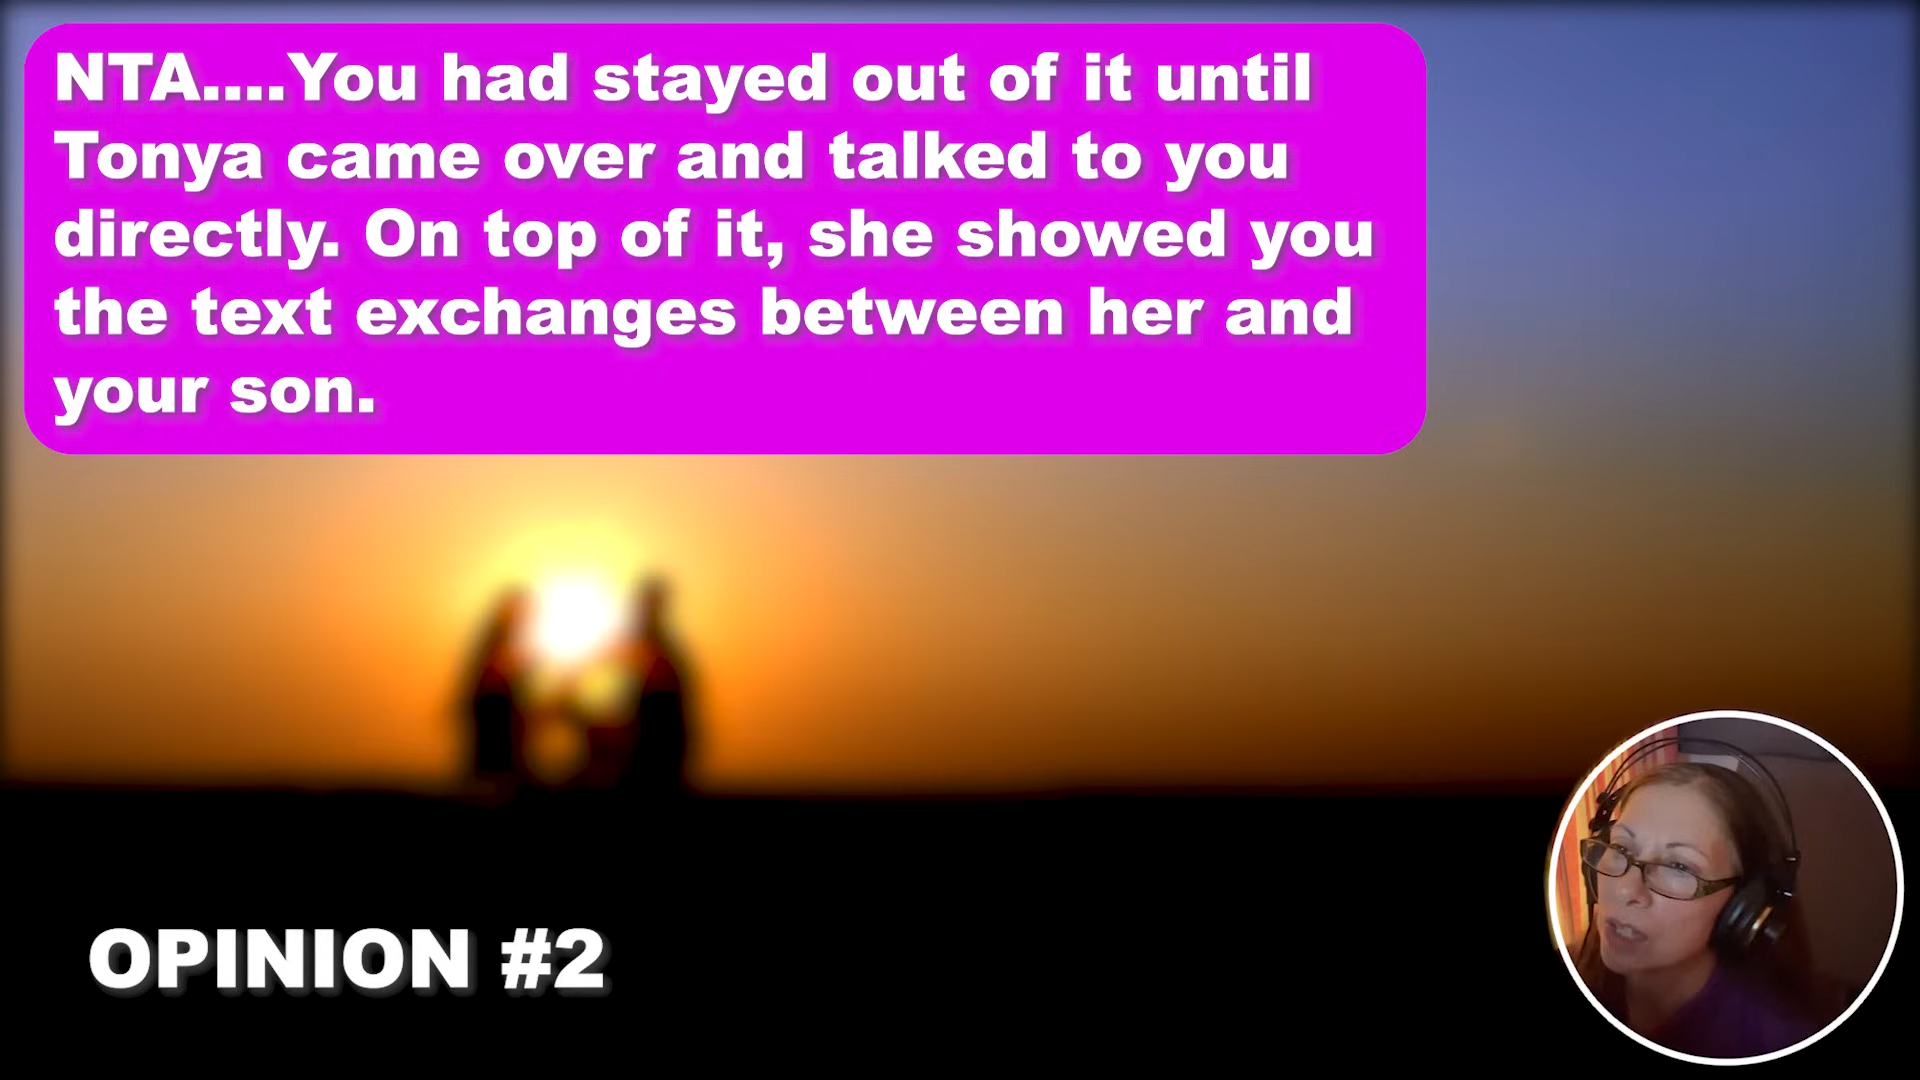 NTA....You had stayed out of it until
Tonya came over and talked to you
directly. On top of it, she showed you
the text exchanges between her and
your son.
OPINION #2